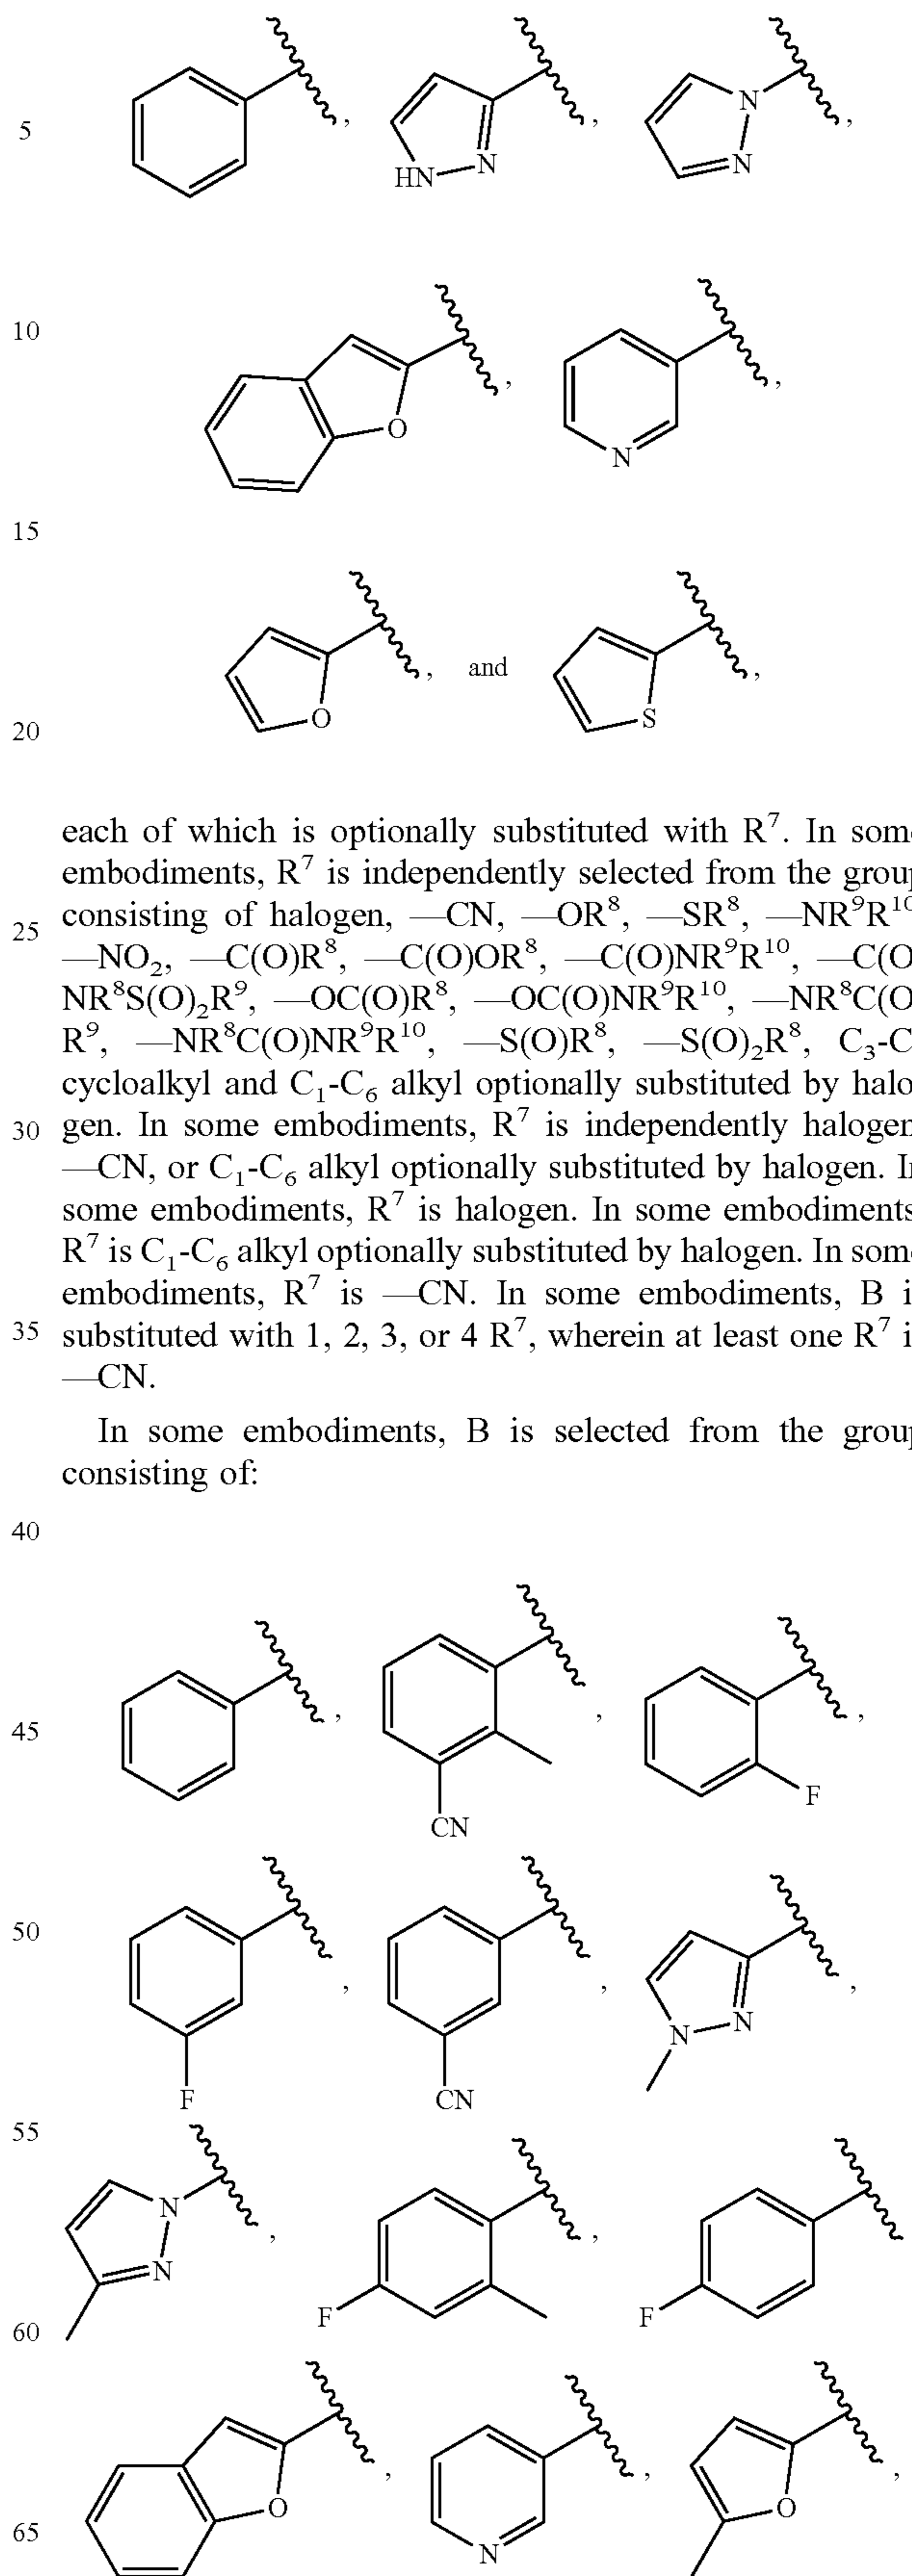 5 , HN N , N N ,
10 O , N ,
15
O , and S ,
20
each of which is optionally substituted with R⁷. In some
embodiments, R⁷ is independently selected from the group
25 consisting of halogen, —CN, —OR⁸, —SR⁸, —NR⁹R¹⁰
—NO₂, —C(O)R⁸, —C(O)OR⁸, —C(O)NR⁹R¹⁰, —C(O
NR⁸S(O)₂R⁹, —OC(O)R⁸, —OC(O)NR⁹R¹⁰, —NR⁸C(O
R⁹, —NR⁸C(O)NR⁹R¹⁰, —S(O)R⁸, —S(O)₂R⁸, C₃-C
cycloalkyl and C₁-C₆ alkyl optionally substituted by halo
30 gen. In some embodiments, R⁷ is independently halogen
—CN, or C₁-C₆ alkyl optionally substituted by halogen. In
some embodiments, R⁷ is halogen. In some embodiments
R⁷ is C₁-C₆ alkyl optionally substituted by halogen. In some
embodiments, R⁷ is —CN. In some embodiments, B i
35 substituted with 1, 2, 3, or 4 R⁷, wherein at least one R⁷ i
—CN.
In some embodiments, B is selected from the group
consisting of:
40
45 , CN , F ,
50 F , CN , N N ,
55
N N , F , F
60
O , N , O ,
65